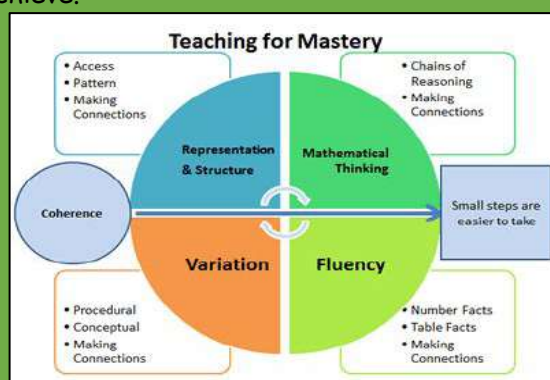 Teaching for Mastery
• Access
• Pattern
• Making
Connections
• Chains of
Reasoning
• Making
Connections
Representation
& Structure
Mathematical
Thinking
Coherence
Small steps are
easier to take
Variation
Fluency
• Procedural
• Conceptual
• Making
Connections
• Number Facts
• Table Facts
• Making
Connections